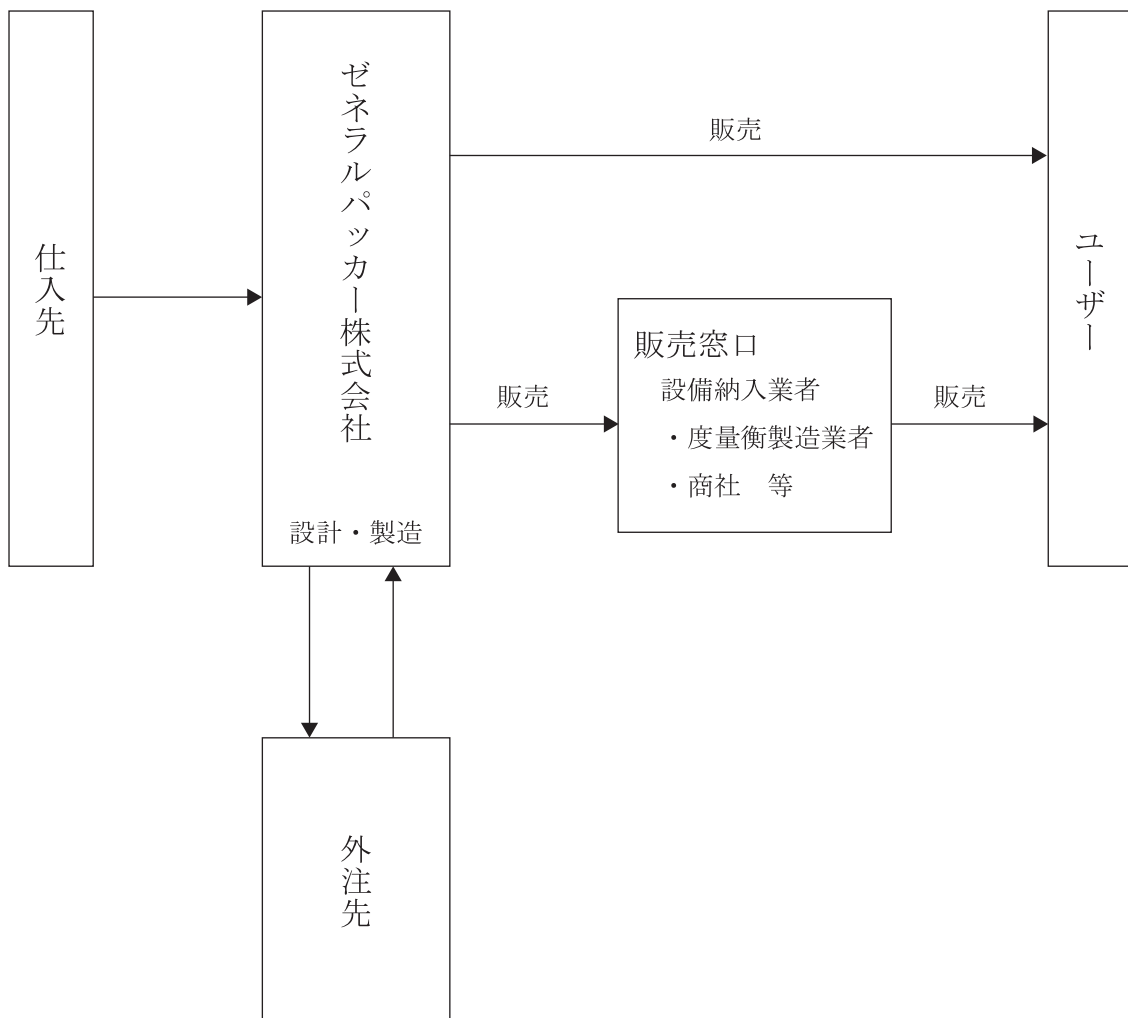 仕入先
ゼネラルパッカー株式会社
設計・製造
販売
販売
販売窓口
設備納入業者
・度量衡製造業者
・商社　等
販売
ユーザー
外注先